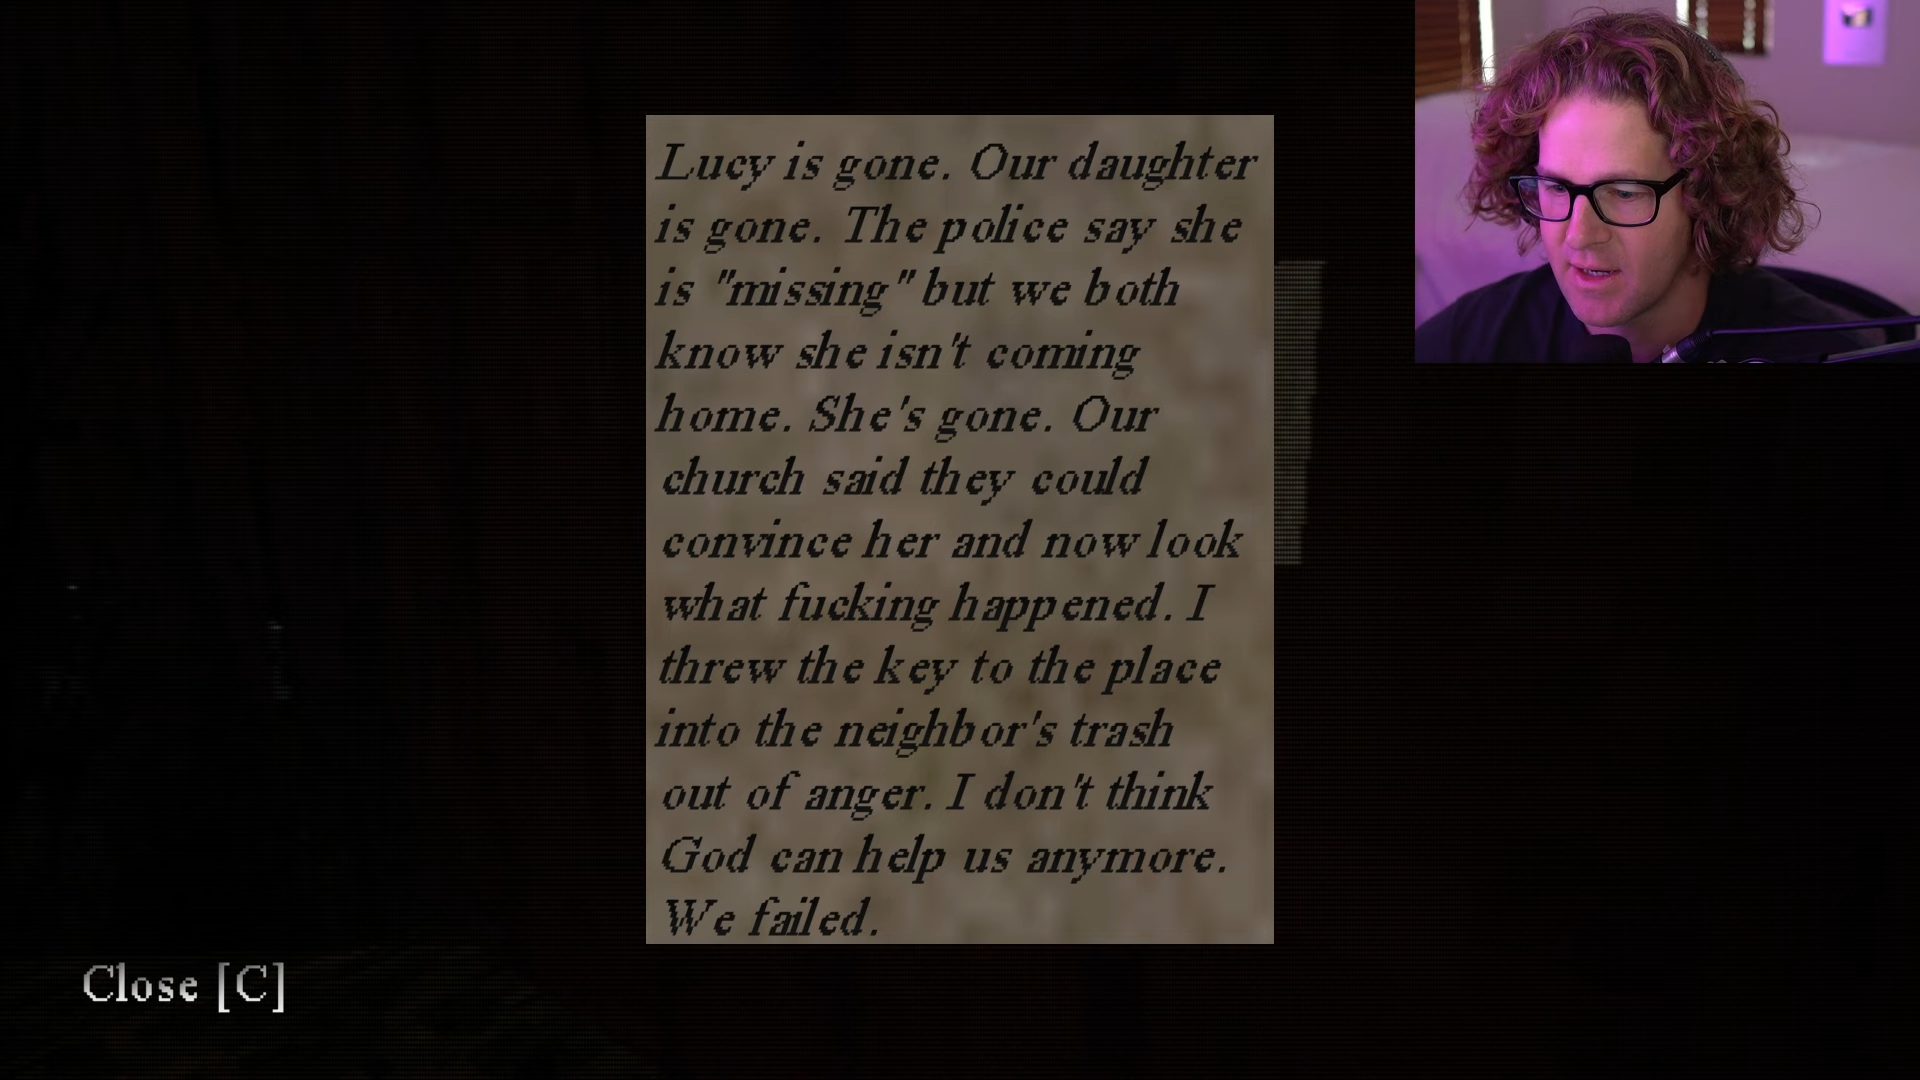 Lucy is gone. Our daughter
is gone. The police say she
is "missing" but we both
know she isn't coming
home. She's gone. Our
church said they could
convince her and now look
what fucking happened. I
threw the key to the place
into the neighbor's trash
out of anger. I don't think
God can help us anymore.
We failed.
Close [C]